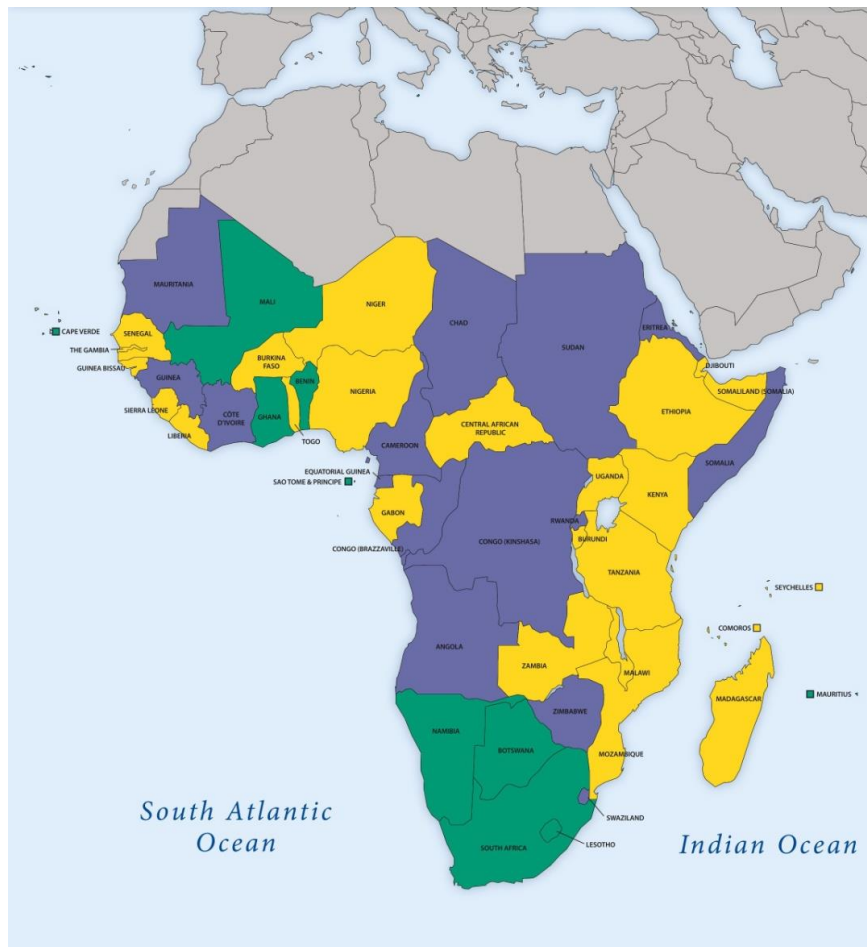 MAURITANIA
MALI
NIGER
CHAD
SUDAN
ERITREA
CAPE VERDE
SENEGAL
THE GAMBIA
GUINEA BISSAU
GUINEA
BURKINA
FASO
BENIN
NIGERIA
DJIBOUTI
SOMALILAND (SOMALIA)
ETHIOPIA
SIERRA LEONE
LIBERIA
CÔTE
D'IVOIRE
GHANA
TOGO
CENTRAL AFRICAN
REPUBLIC
CAMEROON
SOMALIA
EQUATORIAL GUINEA
SAO TOME & PRINCIPE
UGANDA
KENYA
GABON
RWANDA
CONGO (BRAZZAVILLE)
CONGO (KINSHASA)
BURUNDI
TANZANIA
SEYCHELLES
COMOROS
ANGOLA
ZAMBIA
MALAWI
MADAGASCAR
MAURITIUS
NAMIBIA
ZIMBABWE
BOTSWANA
MOZAMBIQUE
SWAZILAND
SOUTH AFRICA
LESOTHO
South Atlantic
Ocean
Indian Ocean